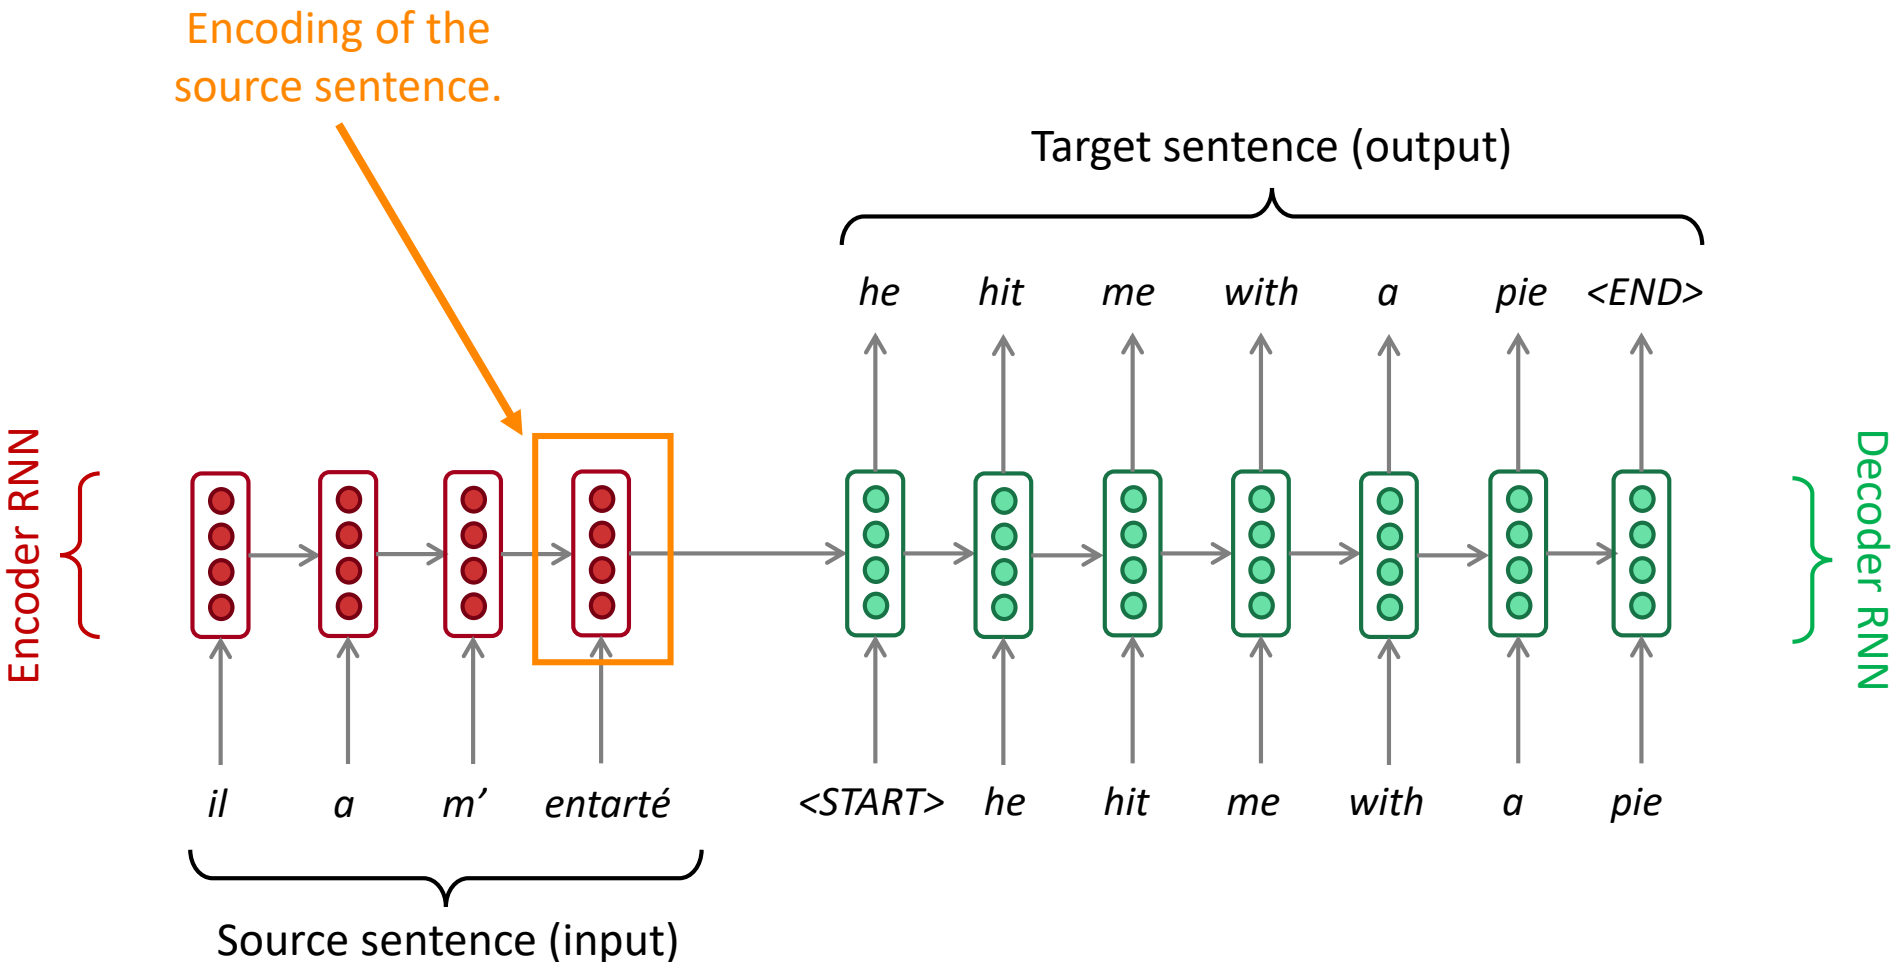 Encoding of the
source sentence.
Target sentence (output)
he hit me with a pie <END>
Encoder RNN
Decoder RNN
il a m’ entarté
<START> he hit me with a pie
Source sentence (input)